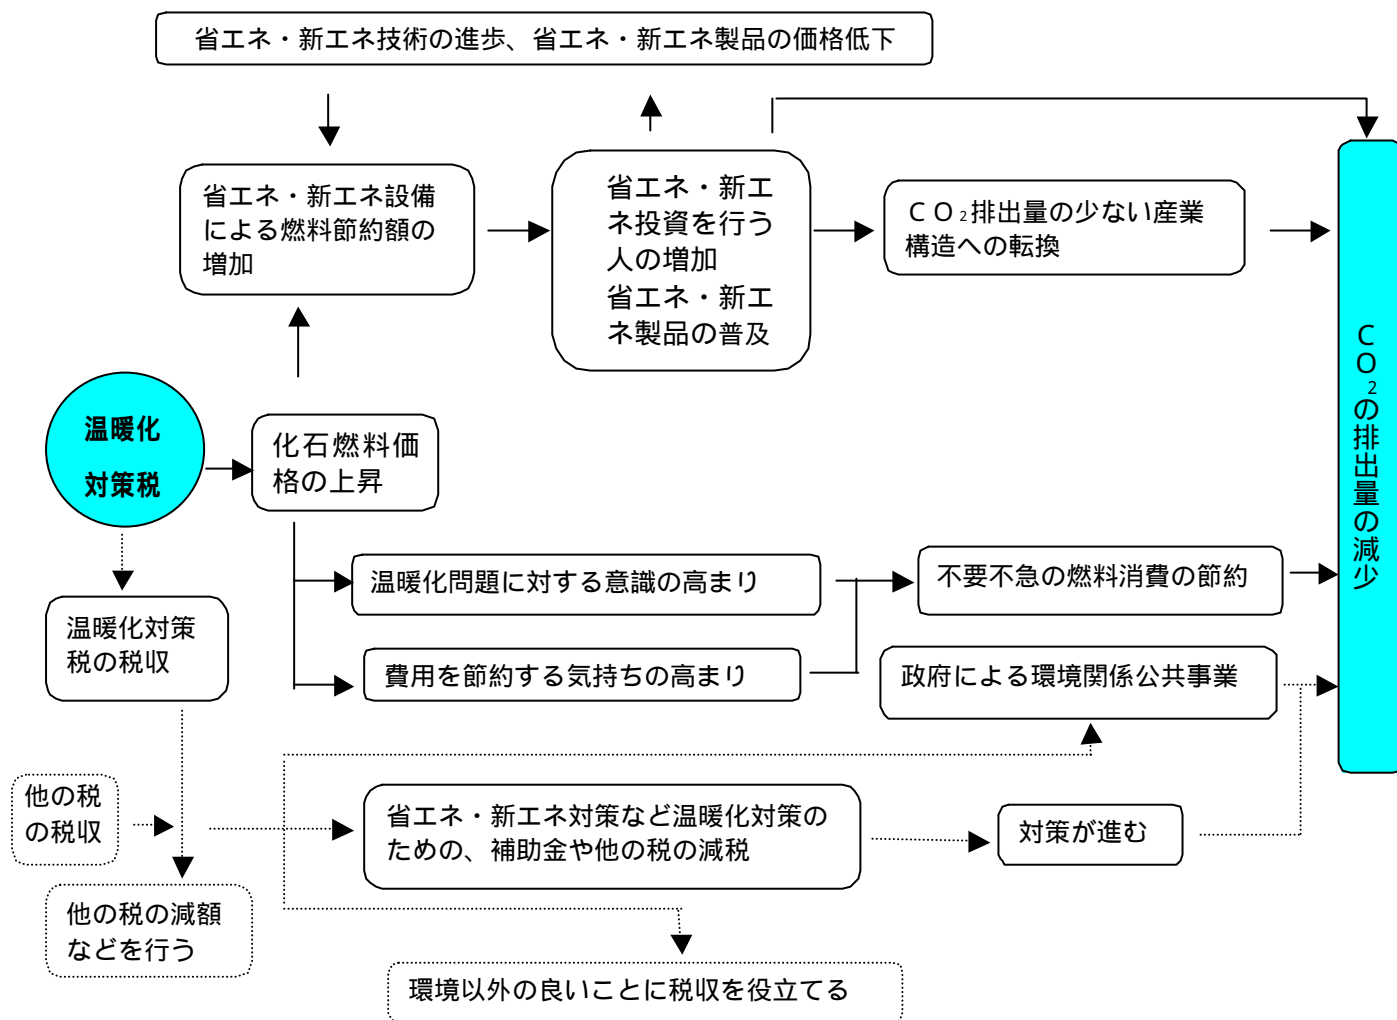 省エネ・新エネ技術の進歩、省エネ・新エネ製品の価格低下
省エネ・新エネ設備
による燃料節約額の
増加
省エネ・新エ
ネ投資を行う
人の増加
省エネ・新エ
ネ製品の普及
CO₂排出量の少ない産業
構造への転換
CO₂の排出量の減少
温暖化
対策税
化石燃料価
格の上昇
温暖化問題に対する意識の高まり
不要不急の燃料消費の節約
温暖化対策
税の税収
費用を節約する気持ちの高まり
政府による環境関係公共事業
他の税
の税収
省エネ・新エネ対策など温暖化対策の
ための、補助金や他の税の減税
対策が進む
他の税の減額
などを行う
環境以外の良いことに税収を役立てる